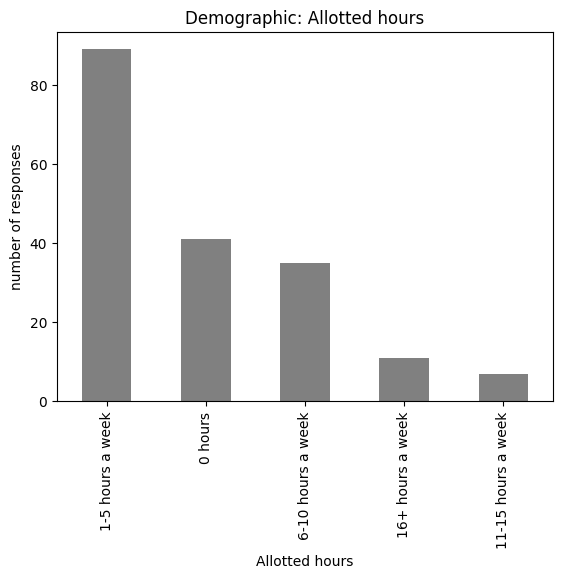 Demographic: Allotted hours
number of responses
80
60
40
20
0
1-5 hours a week
0 hours
6-10 hours a week
16+ hours a week
11-15 hours a week
Allotted hours